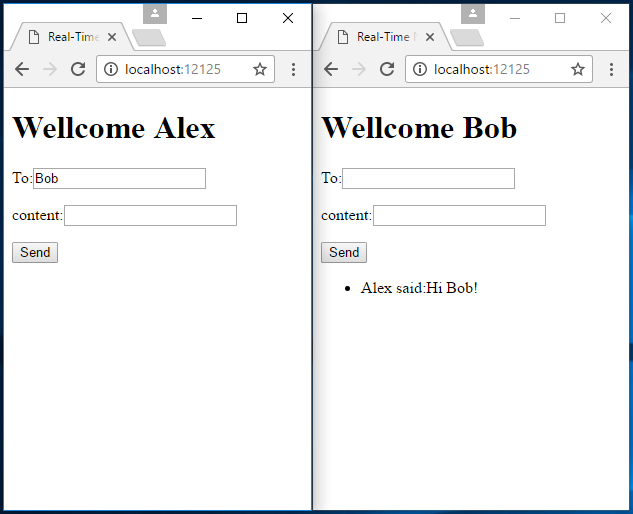 Real-Time
localhost:12125
Wellcome Alex
To:Bob
content:
Send
Real-Time
localhost:12125
Wellcome Bob
To:
content:
Send
Alex said:Hi Bob!